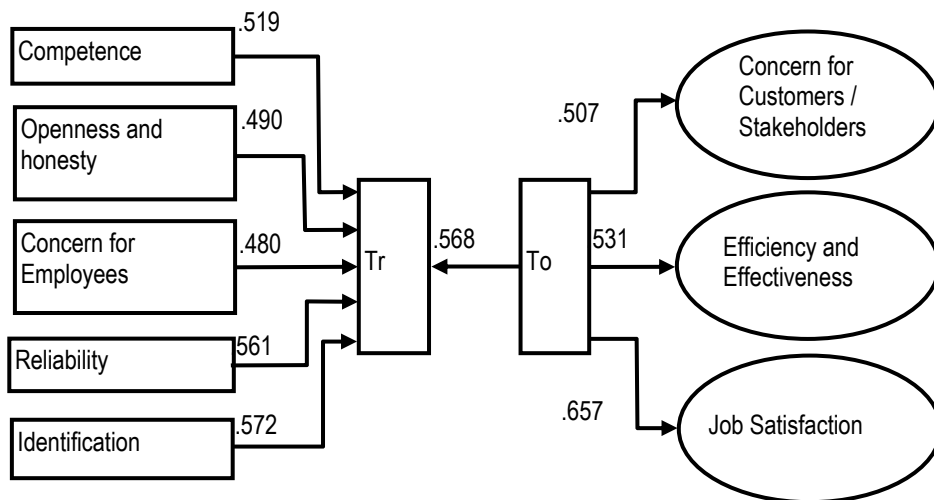 .519
Competence
.490
Openness and
honesty
.480
Concern for
Employees
561
Reliability
.572
Identification
Tr
.568
To
.507
Concern for
Customers /
Stakeholders
531
Efficiency and
Effectiveness
.657
Job Satisfaction